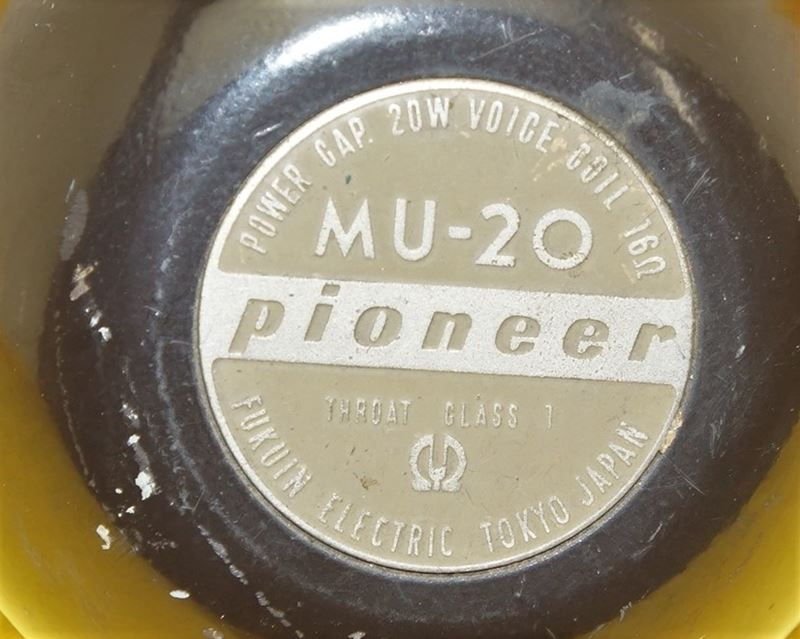 POWER CAP. 20W VOICE COIL 16Ω
MU-20
pioneer
THROAT CLASS 1
FUKUIN ELECTRIC TOKYO JAPAN